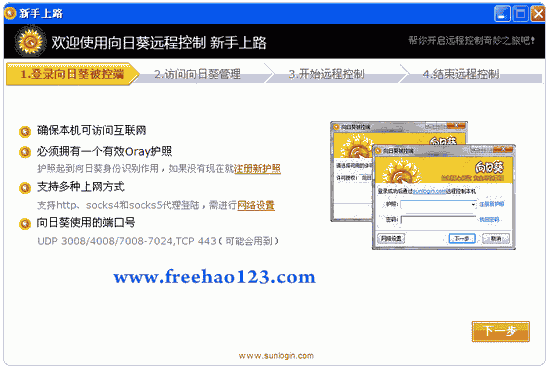 新手上路
欢迎使用向日葵远程控制 新手上路
帮你开启远程控制奇妙之旅吧!
1.登录向日葵被控端
2.访问向日葵管理
3.开始远程控制
4.结束远程控制
确保本机可访问互联网
必须拥有一个有效Oray护照
护照起到向日葵身份识别作用，如果没有现在就注册新护照
支持多种上网方式
支持http、socks4和socks5代理登陆，需进行网络设置
向日葵使用的端口号
UDP 3008/4008/7008-7024,TCP 443(可能会用到)
向日葵被控端
向日葵被控端
向日葵
登录成功后通过sunlogin.com远程控制本机
护照:
注册新护照
密码:
网络设置
下一步
取消
www.freehao123.com
下一步
www.sunlogin.com